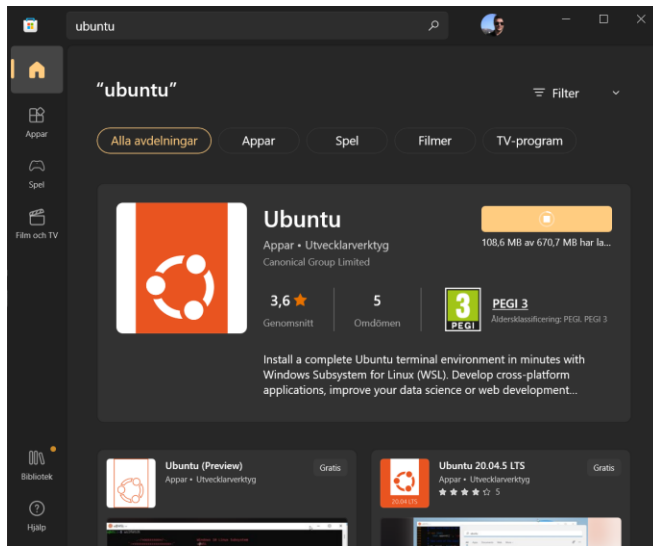 ubuntu
"ubuntu"
Filter
Alla avdelningar
Appar
Spel
Filmer
TV-program
Appar
Spel
Film och TV
Ubuntu
Appar • Utvecklarverktyg
Canonical Group Limited
108,6 MB av 670,7 MB har la...
3,6
Genomsnitt
5
Omdömen
3
PEGI
PEGI 3
Åldersklassificering: PEGI. PEGI 3
Install a complete Ubuntu terminal environment in minutes with
Windows Subsystem for Linux (WSL). Develop cross-platform
applications, improve your data science or web development...
Bibliotek
Hjälp
Ubuntu (Preview)
Appar • Utvecklarverktyg
Gratis
20.04 LTS
Ubuntu 20.04.5 LTS
Appar • Utvecklarverktyg
5
Gratis